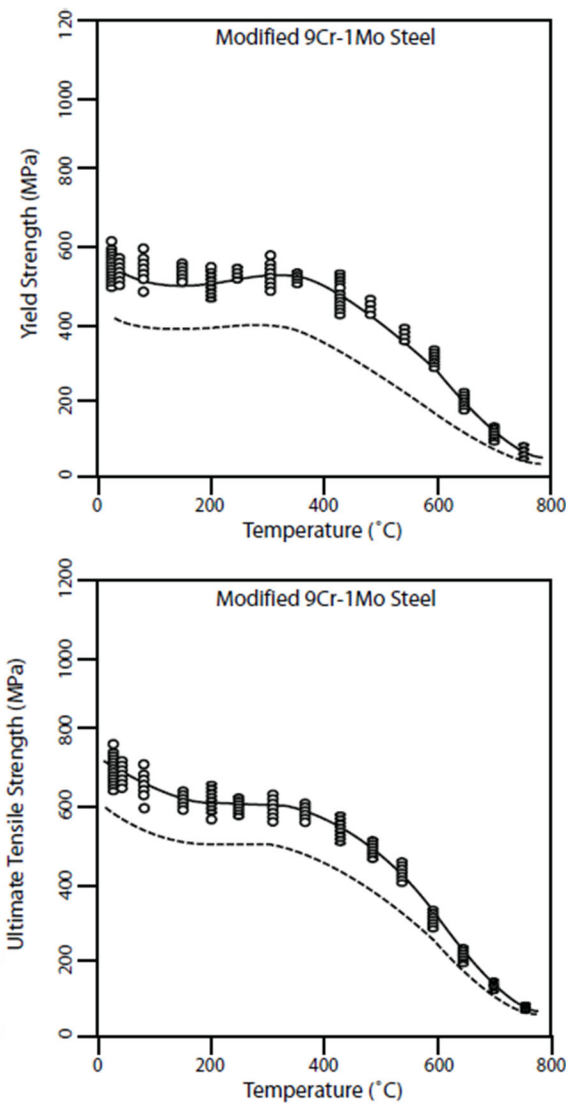 Modified 9Cr-1Mo Steel
120
1000
800
600
400
200
0
Yield Strength (MPa)
0 200 400 600 800
Temperature (˚C)
Modified 9Cr-1Mo Steel
1200
1000
800
600
400
200
0
Ultimate Tensile Strength (MPa)
0 200 400 600 800
Temperature (˚C)